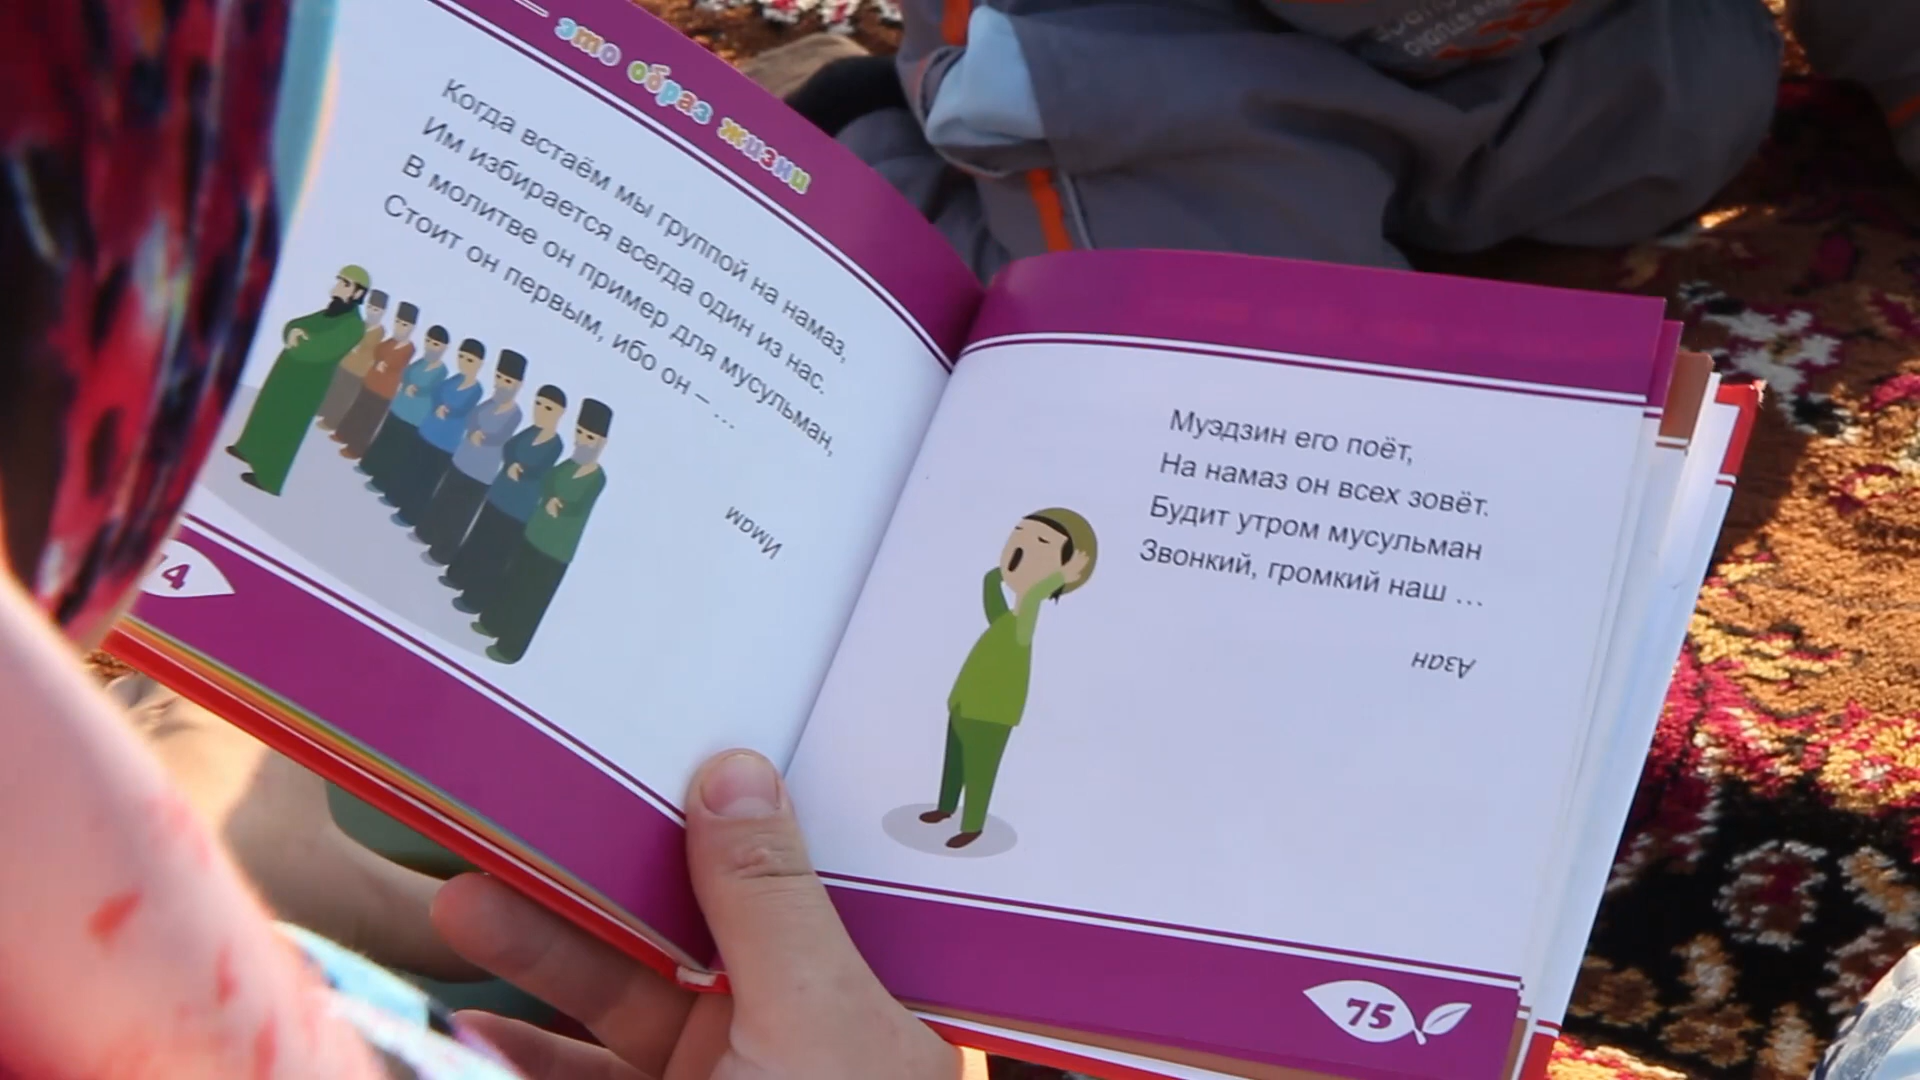 — это образ жизни
Когда встаём мы группой на намаз,
Им избирается всегда один из нас.
В молитве он пример для мусульман,
Стоит он первым, ибо он – ...
Имам
Муэдзин его поёт,
На намаз он всех зовёт.
Будит утром мусульман
Звонкий, громкий наш ...
Азан
75